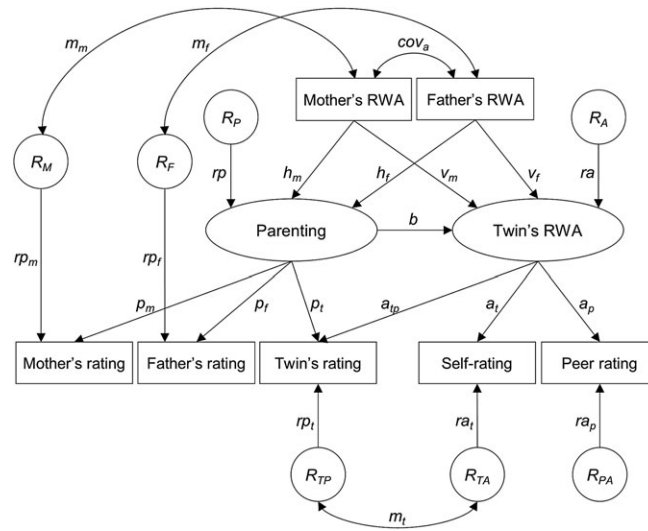 m_m
m_f
cov_a
Mother's RWA
Father's RWA
R_P
R_A
R_M
R_F
rp
h_m
h_f
v_m
v_f
ra
Parenting
b
Twin's RWA
rp_m
rp_f
p_m
p_f
p_t
a_tp
a_t
a_p
Mother's rating
Father's rating
Twin's rating
Self-rating
Peer rating
rp_t
ra_t
ra_p
R_TP
R_TA
R_PA
m_t